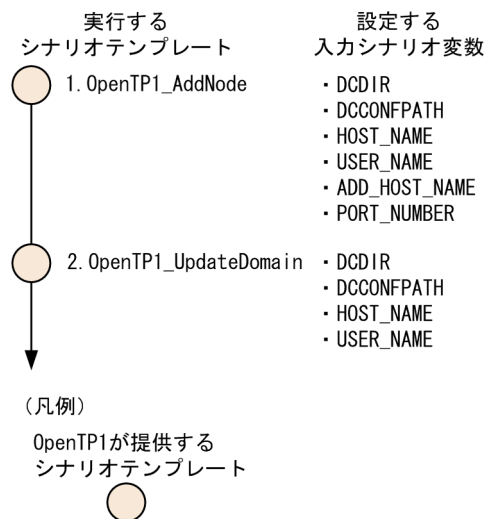 実行する
シナリオテンプレート
設定する
入力シナリオ変数
1.OpenTP1_AddNode
・DCDIR
・DCCONFPATH
・HOST_NAME
・USER_NAME
・ADD_HOST_NAME
・PORT_NUMBER
2.OpenTP1_UpdateDomain
・DCDIR
・DCCONFPATH
・HOST_NAME
・USER_NAME
（凡例）
OpenTP1が提供する
シナリオテンプレート